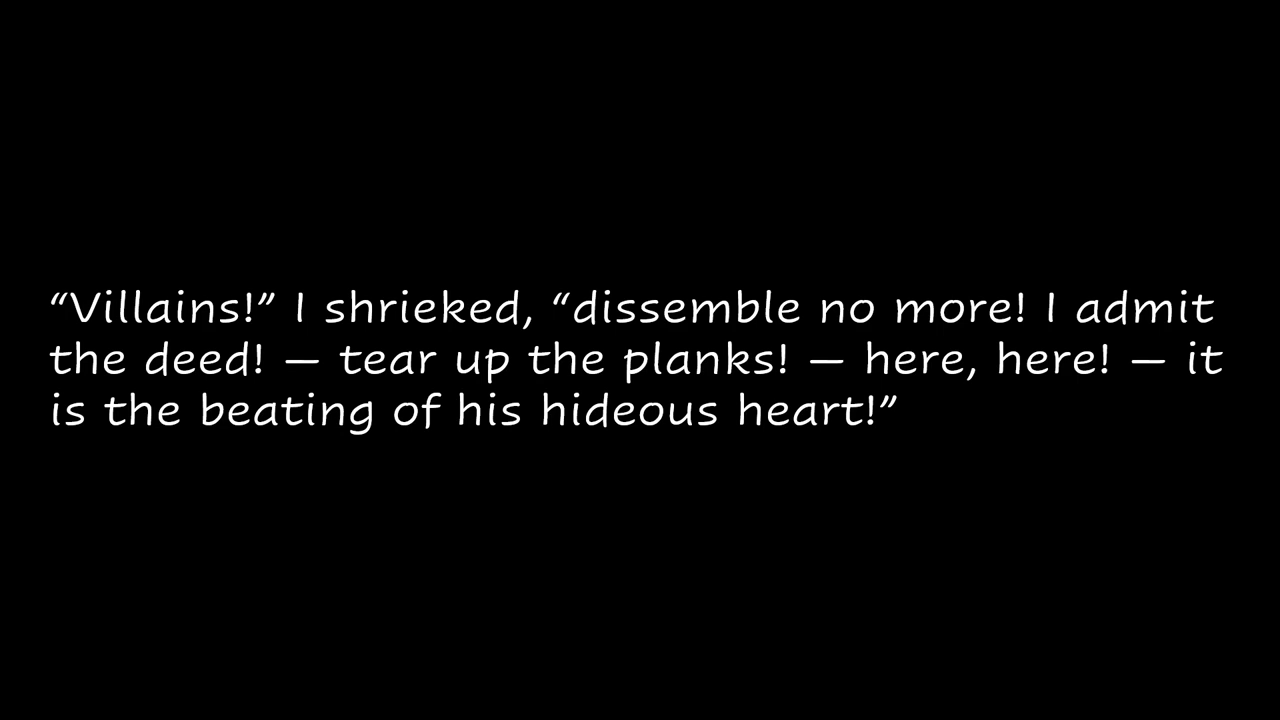 “Villains!” I shrieked, “dissemble no more! I admit
the deed! — tear up the planks! — here, here! — it
is the beating of his hideous heart!”